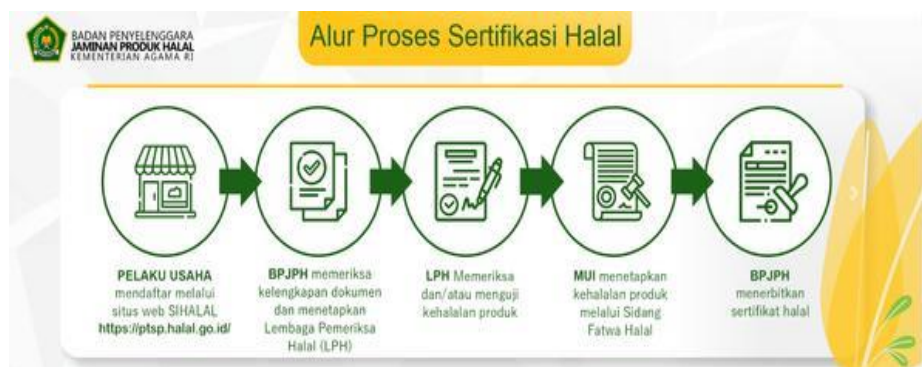 BADAN PENYELENGGARA
JAMINAN PRODUK HALAL
KEMENTERIAN AGAMA RI
Alur Proses Sertifikasi Halal
PELAKU USAHA
mendaftar melalui
situs web SIHALAL
https://ptsp.halal.go.id/
BPJPH memeriksa
kelengkapan dokumen
dan menetapkan
Lembaga Pemeriksa
Halal (LPH)
LPH Memeriksa
dan/atau menguji
kehalalan produk
MUI menetapkan
kehalalan produk
melalui Sidang
Fatwa Halal
BPJPH
menerbitkan
sertifikat halal